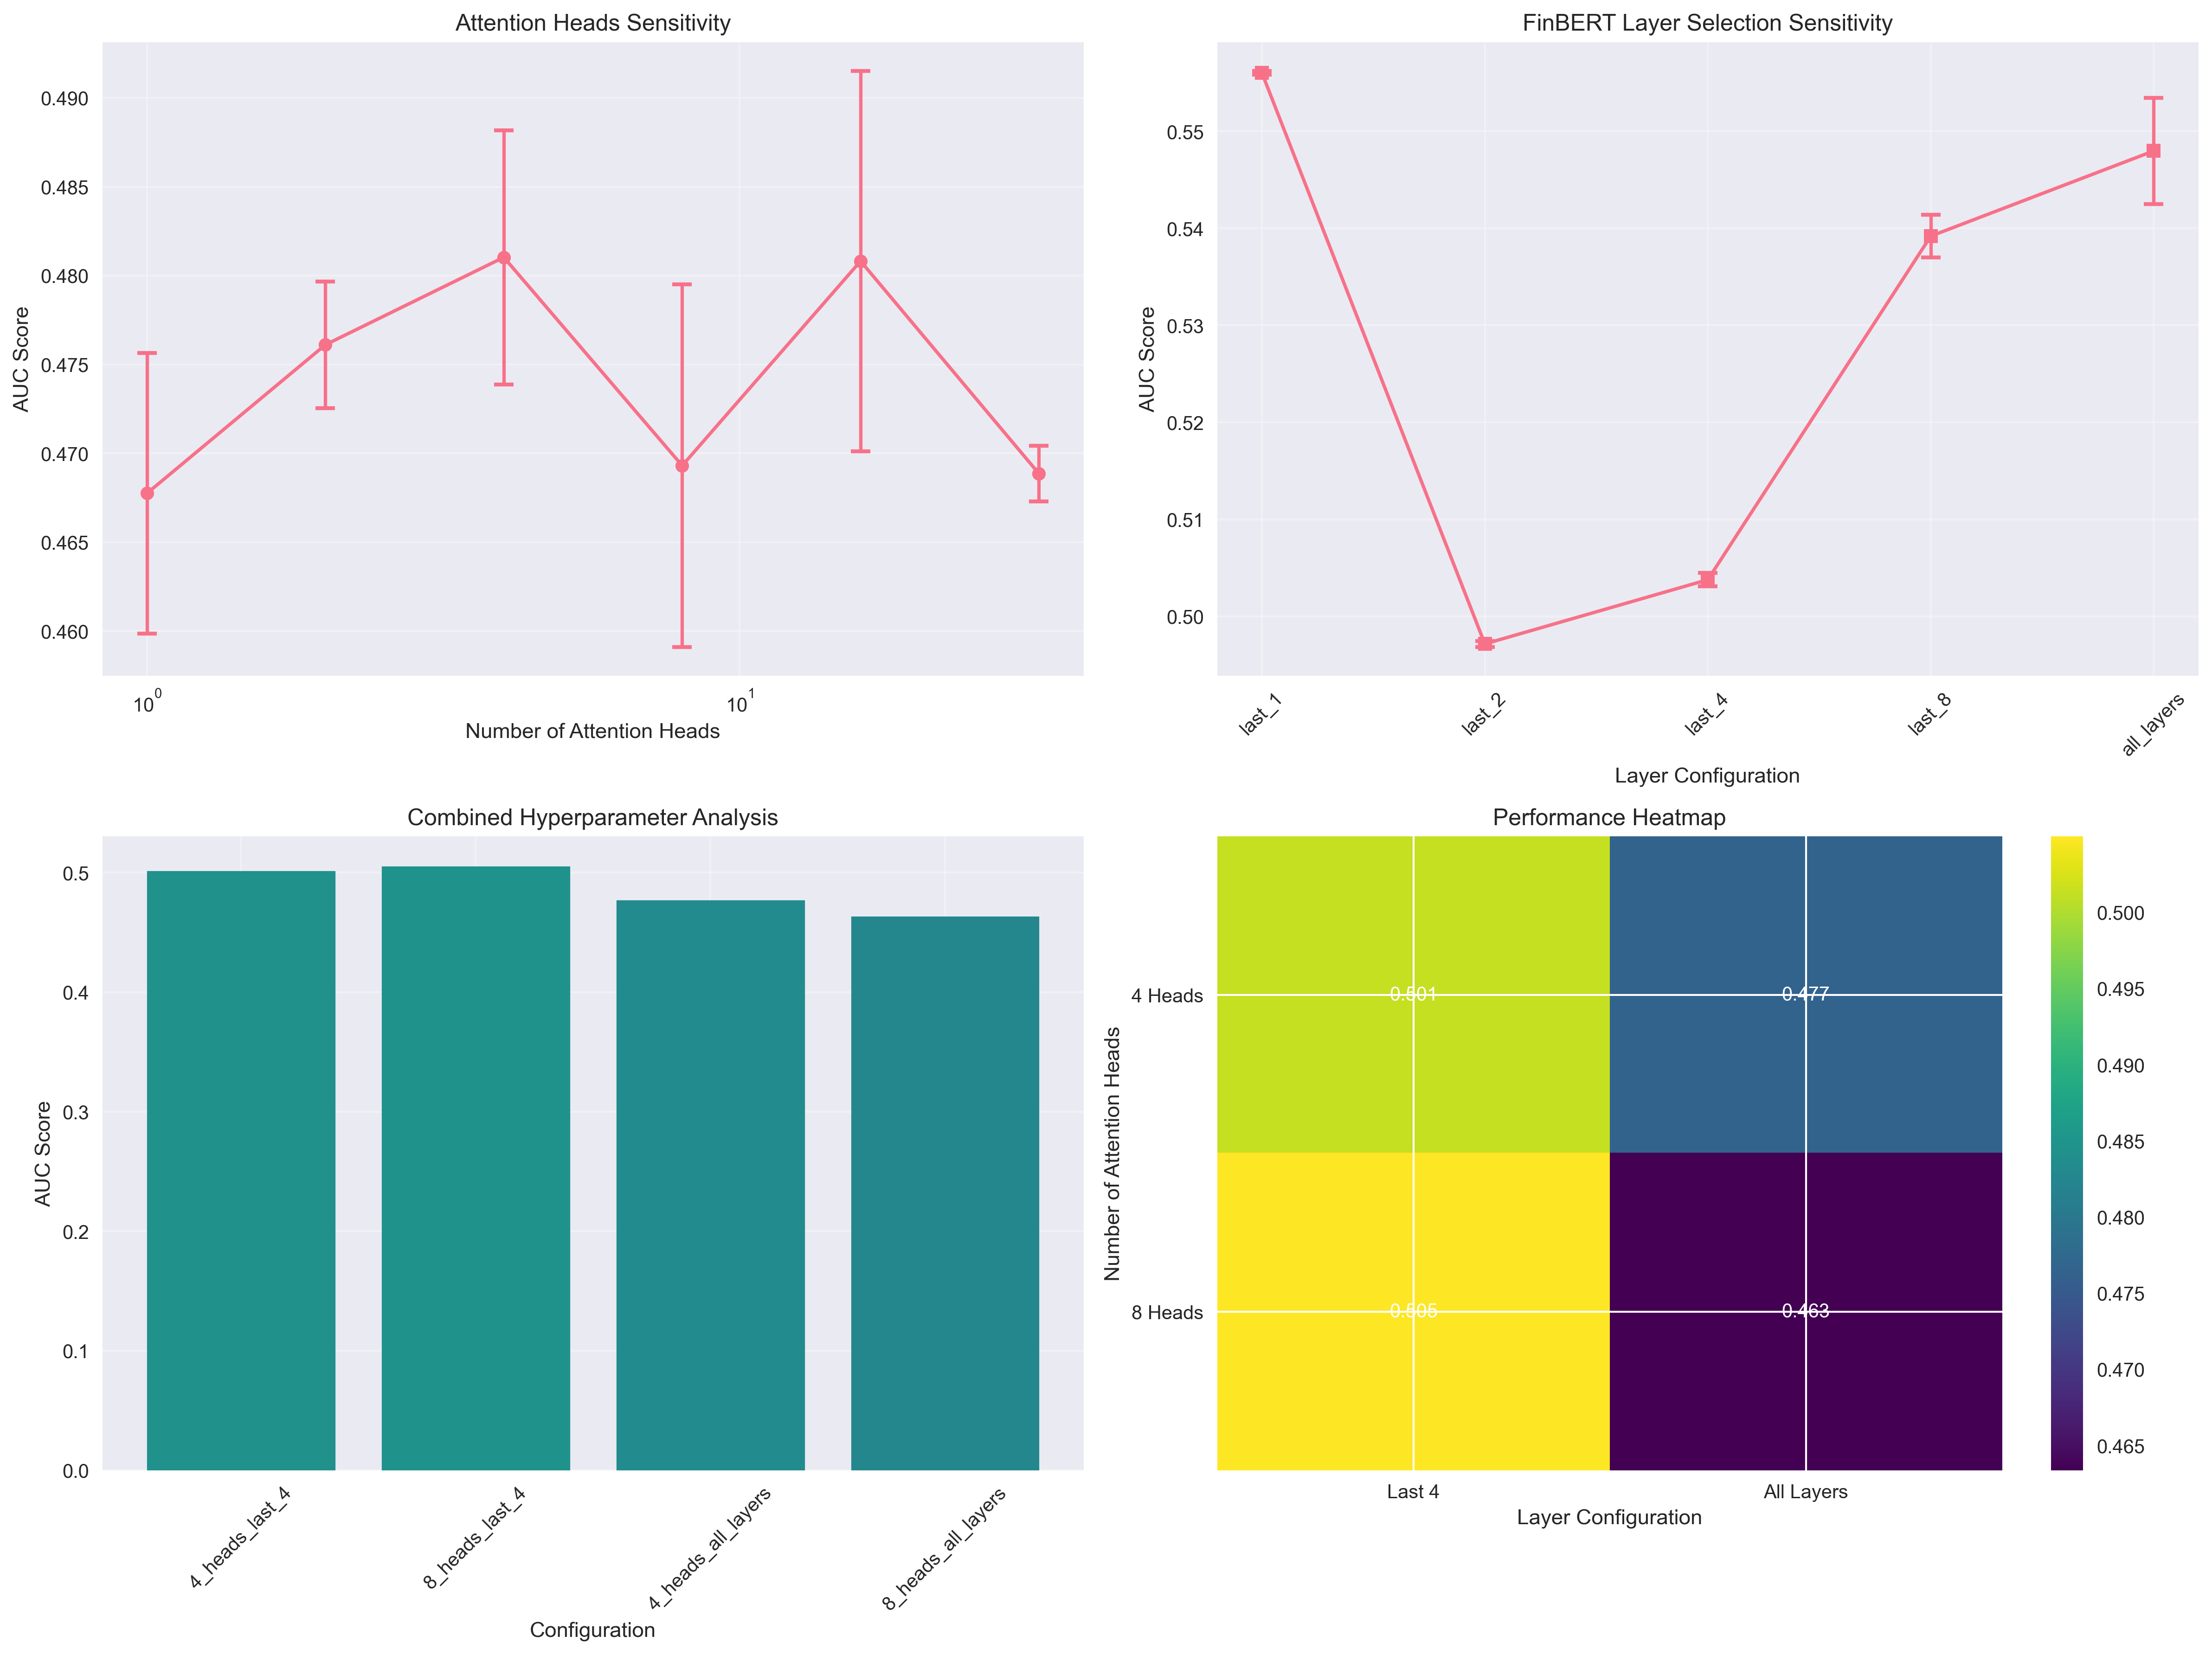 Attention Heads Sensitivity
0.490
0.485
0.480
0.475
0.470
0.465
0.460
AUC Score
10^0
10^1
Number of Attention Heads
FinBERT Layer Selection Sensitivity
0.55
0.54
0.53
0.52
0.51
0.50
AUC Score
last_1
last_2
last_4
last_8
all_layers
Layer Configuration
Combined Hyperparameter Analysis
0.5
0.4
0.3
0.2
0.1
0.0
AUC Score
4_heads_last_4
8_heads_last_4
4_heads_all_layers
8_heads_all_layers
Configuration
Performance Heatmap
4 Heads
8 Heads
Number of Attention Heads
0.501
0.477
0.505
0.463
Last 4
All Layers
Layer Configuration
0.500
0.495
0.490
0.485
0.480
0.475
0.470
0.465